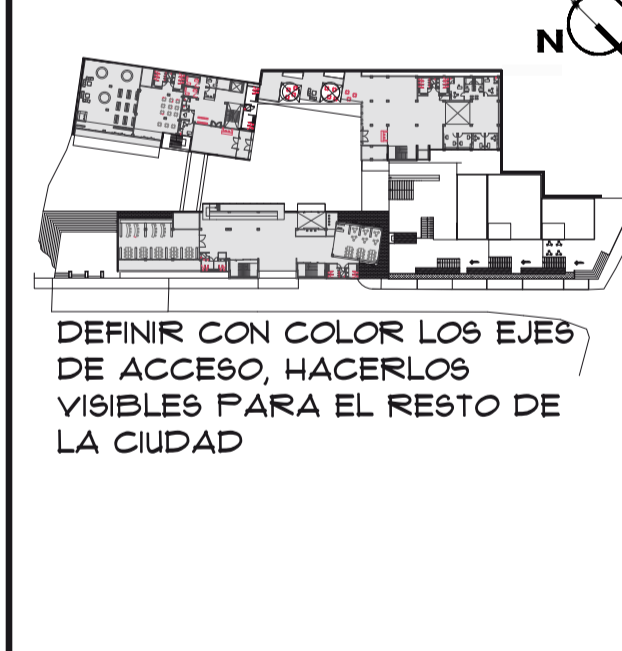 N
DEFINIR CON COLOR LOS EJES
DE ACCESO, HACERLOS
VISIBLES PARA EL RESTO DE
LA CIUDAD